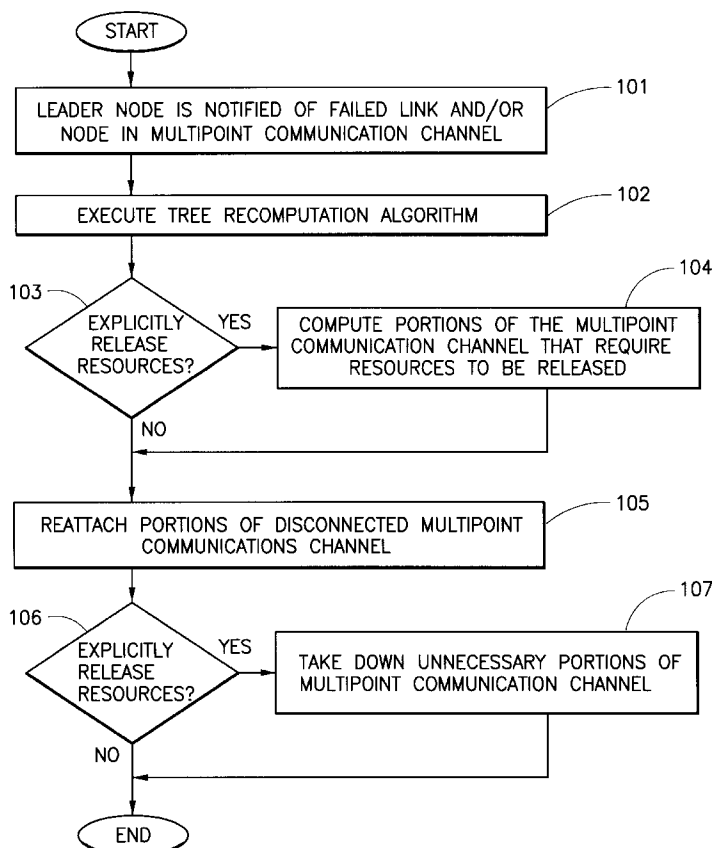 START
101
LEADER NODE IS NOTIFIED OF FAILED LINK AND/OR
NODE IN MULTIPOINT COMMUNICATION CHANNEL
102
EXECUTE TREE RECOMPUTATION ALGORITHM
103
EXPLICITLY
RELEASE
RESOURCES?
YES
104
COMPUTE PORTIONS OF THE MULTIPOINT
COMMUNICATION CHANNEL THAT REQUIRE
RESOURCES TO BE RELEASED
NO
105
REATTACH PORTIONS OF DISCONNECTED MULTIPOINT
COMMUNICATIONS CHANNEL
106
EXPLICITLY
RELEASE
RESOURCES?
YES
107
TAKE DOWN UNNECESSARY PORTIONS OF
MULTIPOINT COMMUNICATION CHANNEL
NO
END